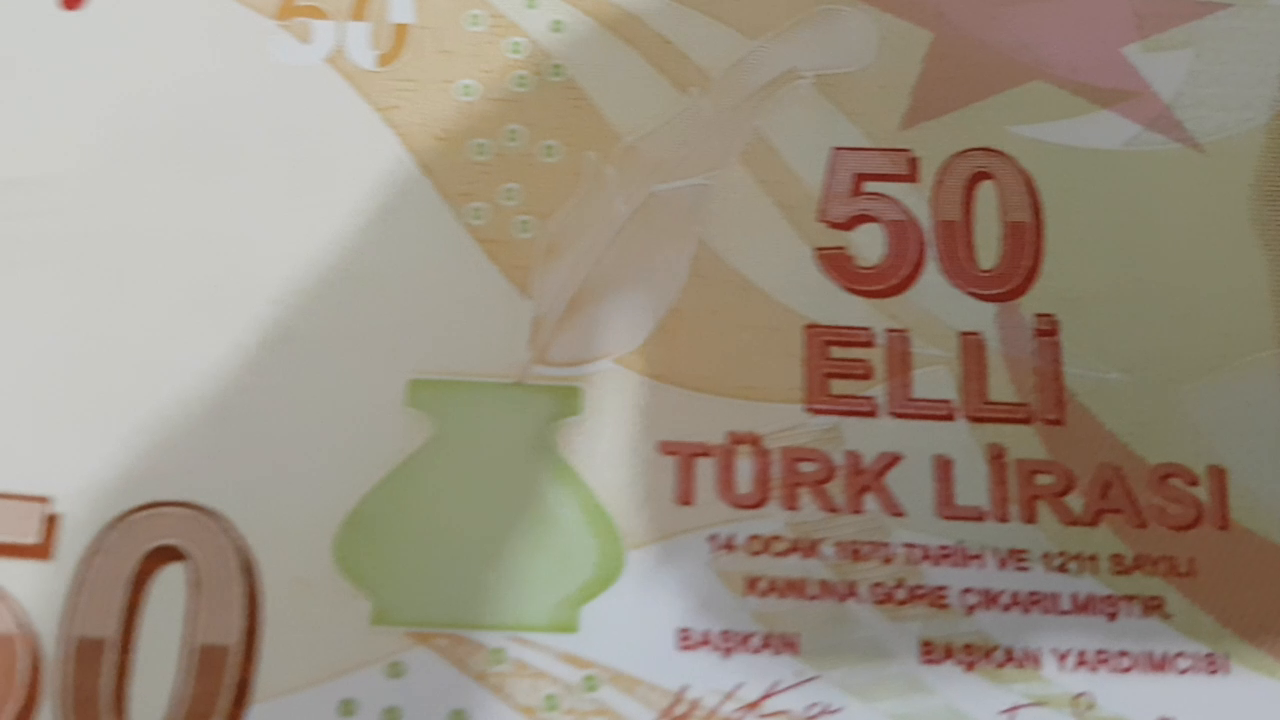 50
50
ELLİ
TÜRK LİRASI
14 OCAK 1970 TARİH VE 1211 SAYILI
KANUNA GÖRE ÇIKARILMIŞTIR.
BAŞKAN BAŞKAN YARDIMCISI
50